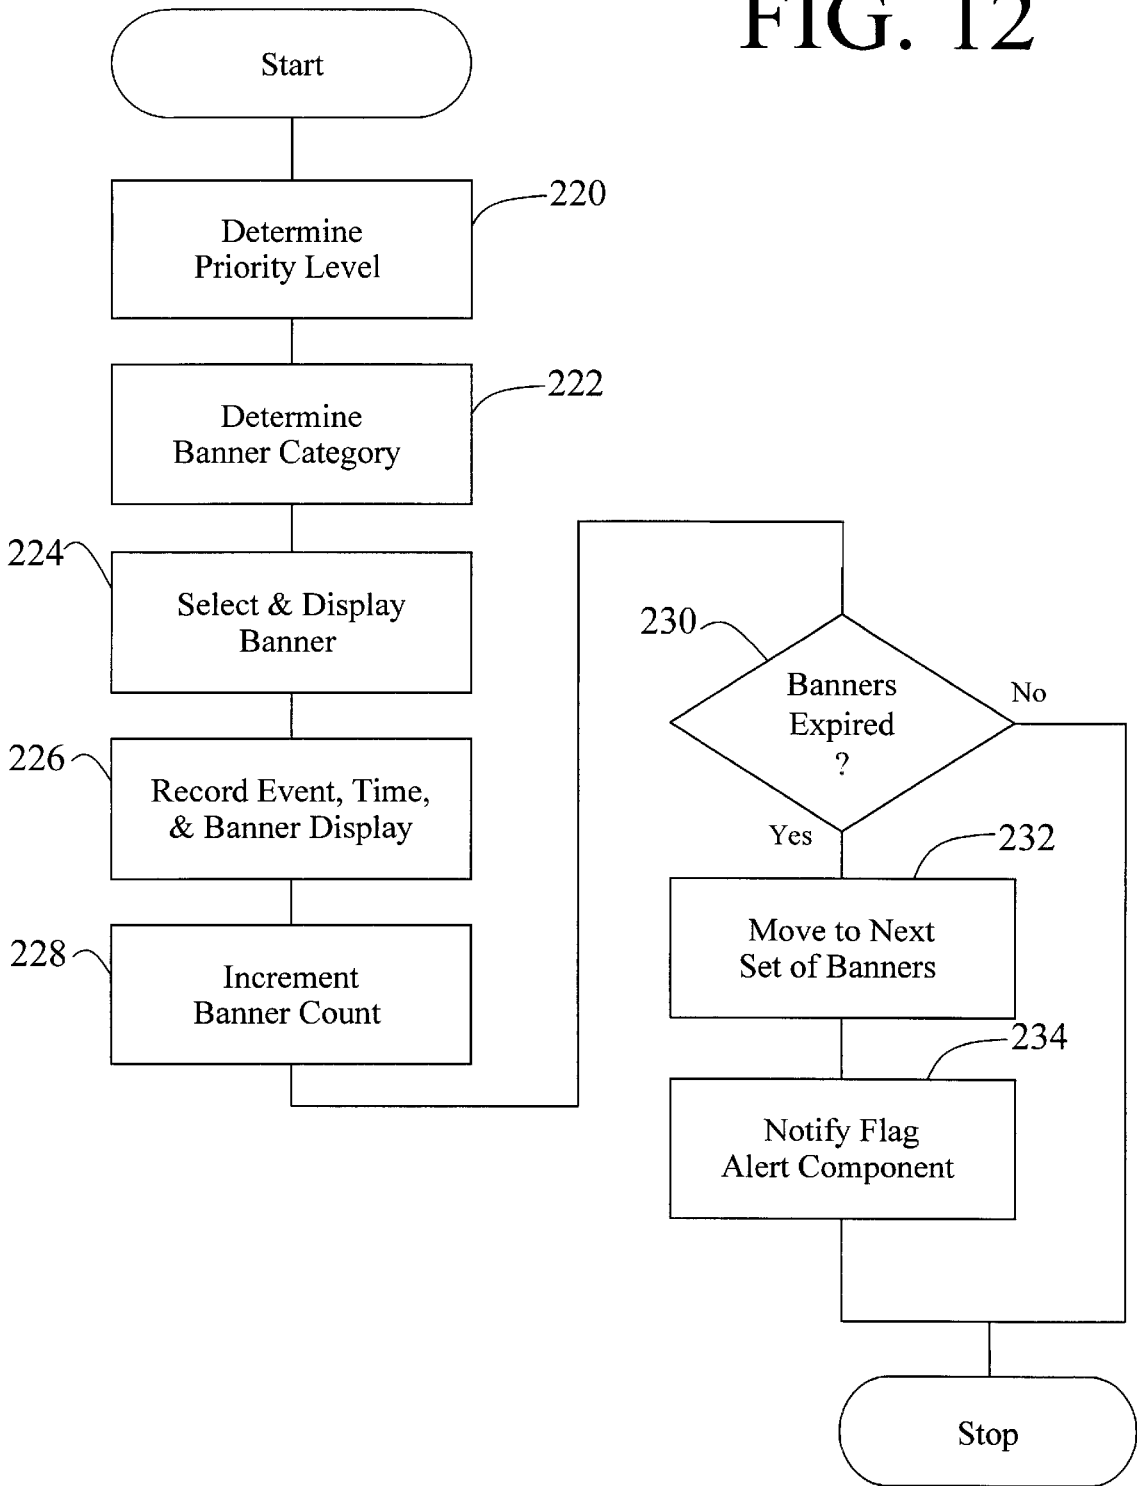 FIG. 12
Start
220
Determine
Priority Level
222
Determine
Banner Category
224
Select & Display
Banner
226
Record Event, Time,
& Banner Display
228
Increment
Banner Count
230
Banners
Expired
?
No
Yes
232
Move to Next
Set of Banners
234
Notify Flag
Alert Component
Stop